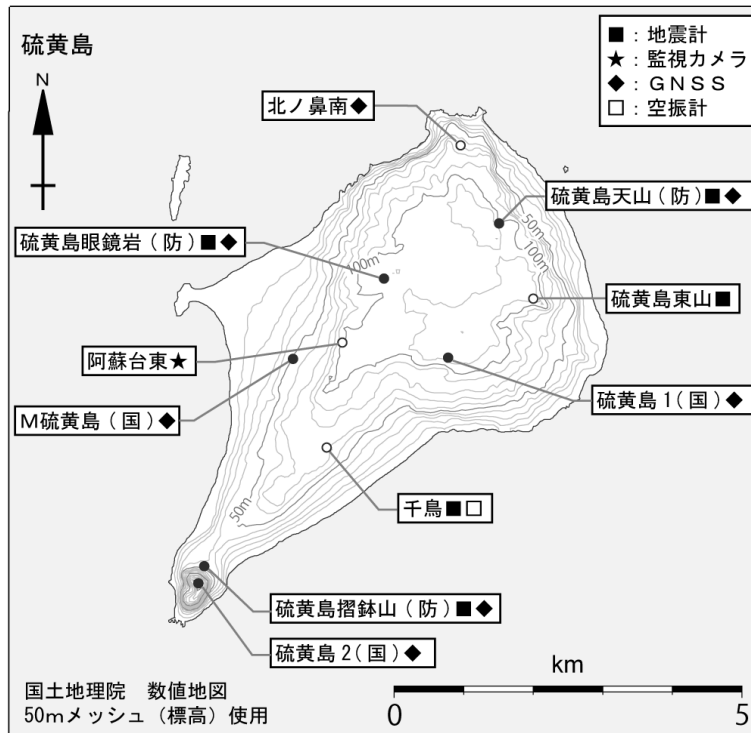 硫黄島
■：地震計
★：監視カメラ
◆：ＧＮＳＳ
□：空振計
N
北ノ鼻南◆
硫黄島天山(防)■◆
50m
100m
硫黄島眼鏡岩(防)■◆
100m
硫黄島東山■
阿蘇台東★
硫黄島1(国)◆
M硫黄島(国)◆
千鳥■□
50m
硫黄島摺鉢山(防)■◆
硫黄島2(国)◆
km
国土地理院　数値地図
50mメッシュ（標高）使用
0
5